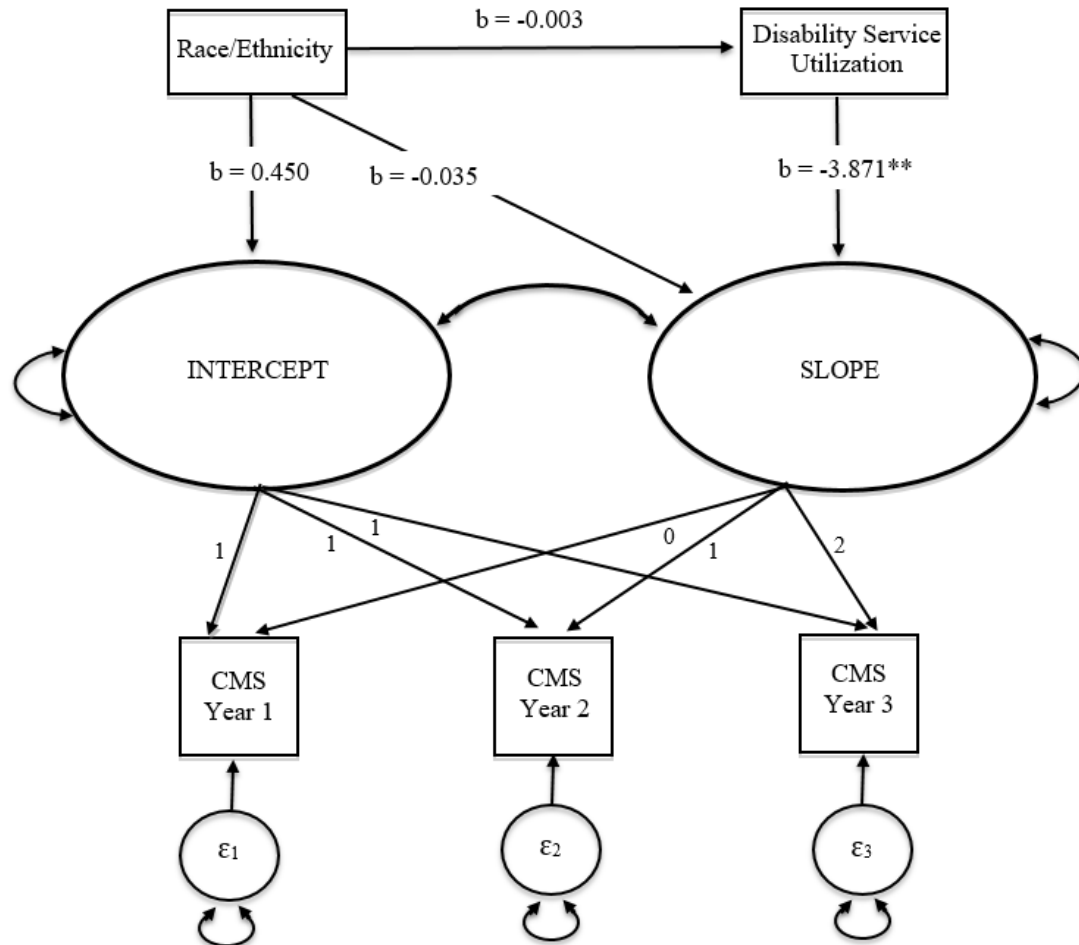 b = -0.003
Race/Ethnicity
Disability Service
Utilization
b = 0.450
b = -0.035
b = -3.871**
INTERCEPT
SLOPE
1
1
1
0
1
2
CMS
Year 1
CMS
Year 2
CMS
Year 3
ε1
ε2
ε3